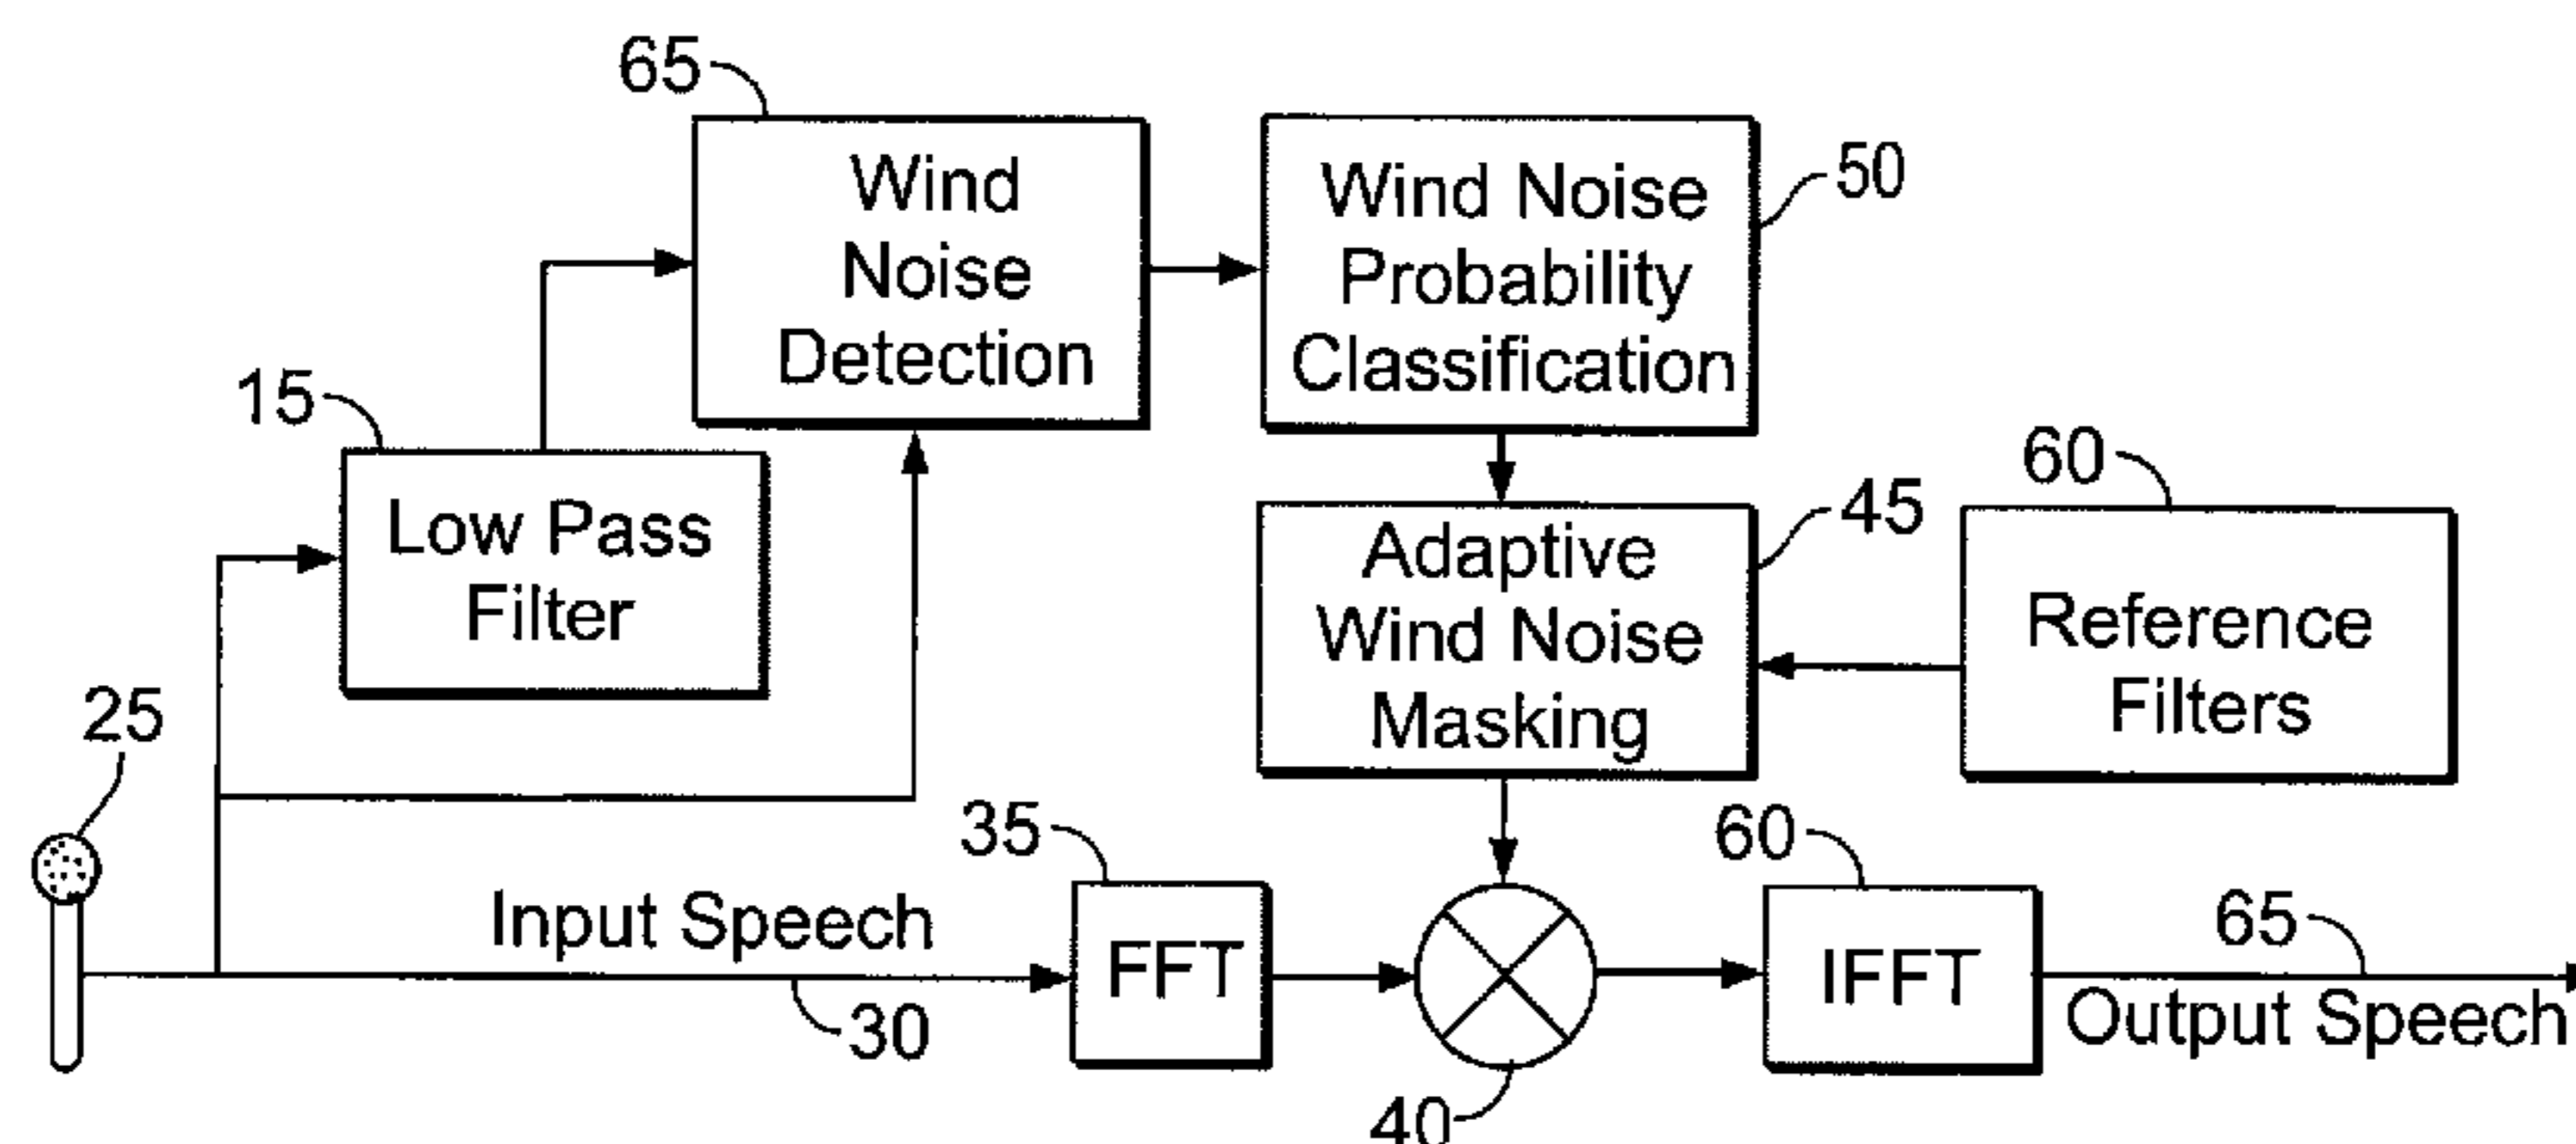 65
Wind
Noise
Detection
Wind Noise
Probability
Classification
50
15
Low Pass
Filter
60
45
Adaptive
Wind Noise
Masking
Reference
Filters
25
35
60
Input Speech
30
FFT
40
IFFT
65
Output Speech